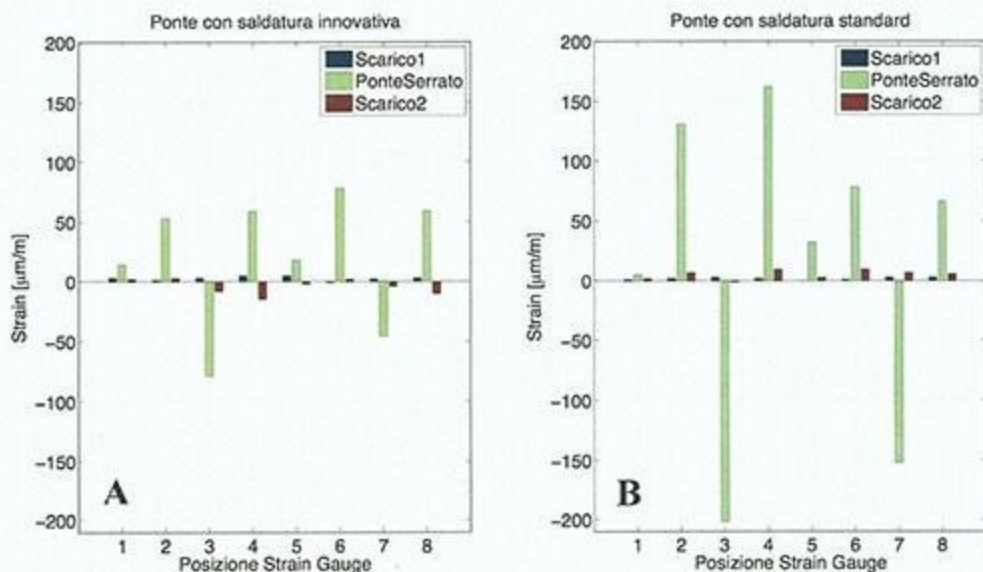 Ponte con saldatura innovativa
200
150
100
50
0
−50
−100
−150
−200
Strain [µm/m]
Scarico1
PonteSerrato
Scarico2
A
1 2 3 4 5 6 7 8
Posizione Strain Gauge
Ponte con saldatura standard
200
150
100
50
0
−50
−100
−150
−200
Strain [µm/m]
Scarico1
PonteSerrato
Scarico2
B
1 2 3 4 5 6 7 8
Posizione Strain Gauge